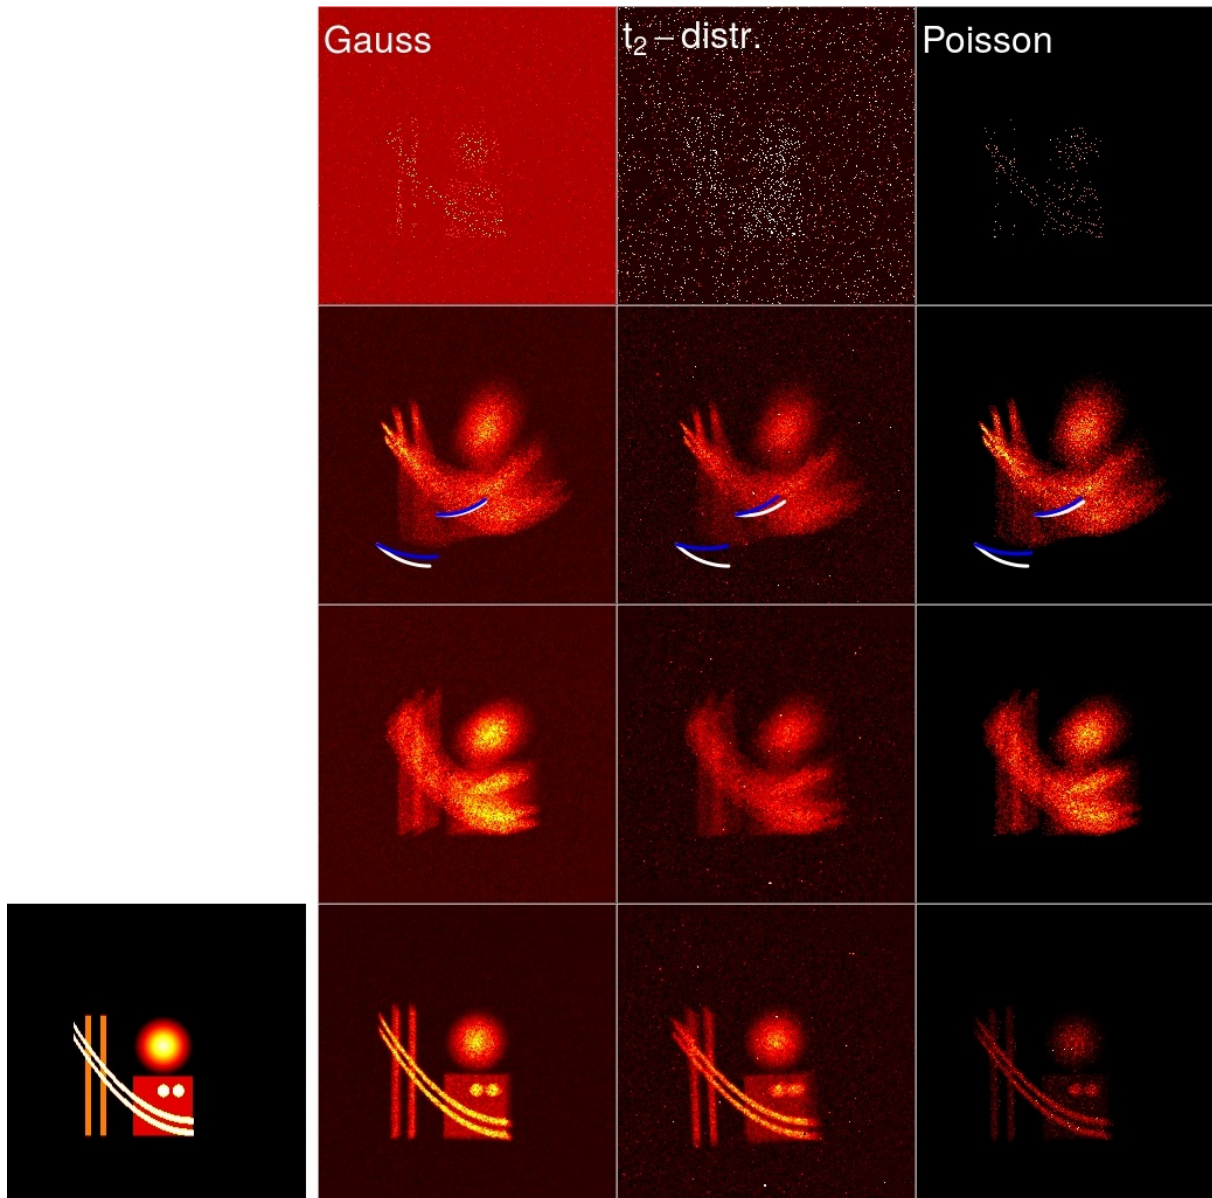 Gauss
t₂ – distr.
Poisson